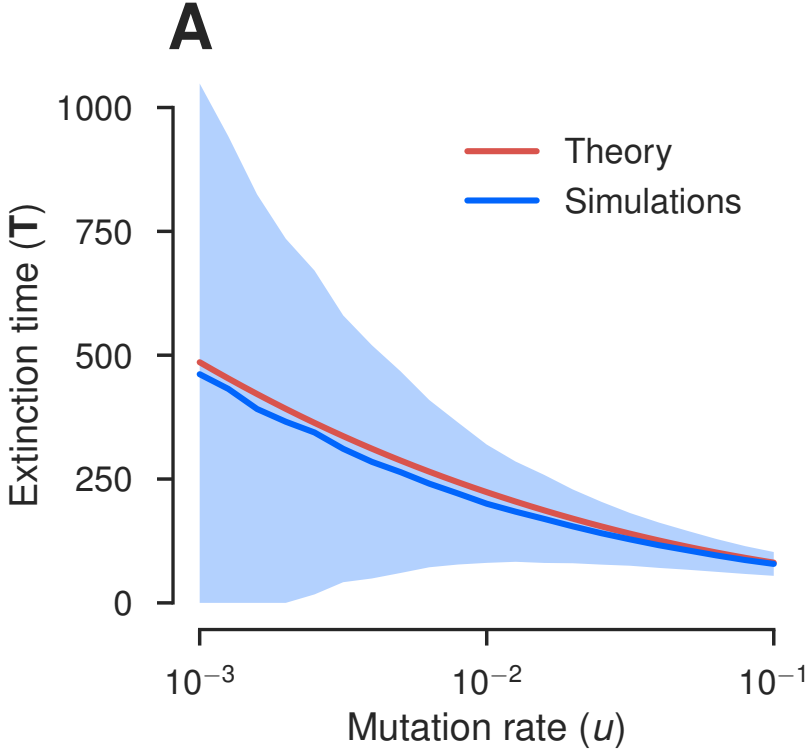 A
1000
750
500
250
0
Extinction time (T)
Theory
Simulations
10⁻³
10⁻²
10⁻¹
Mutation rate (u)